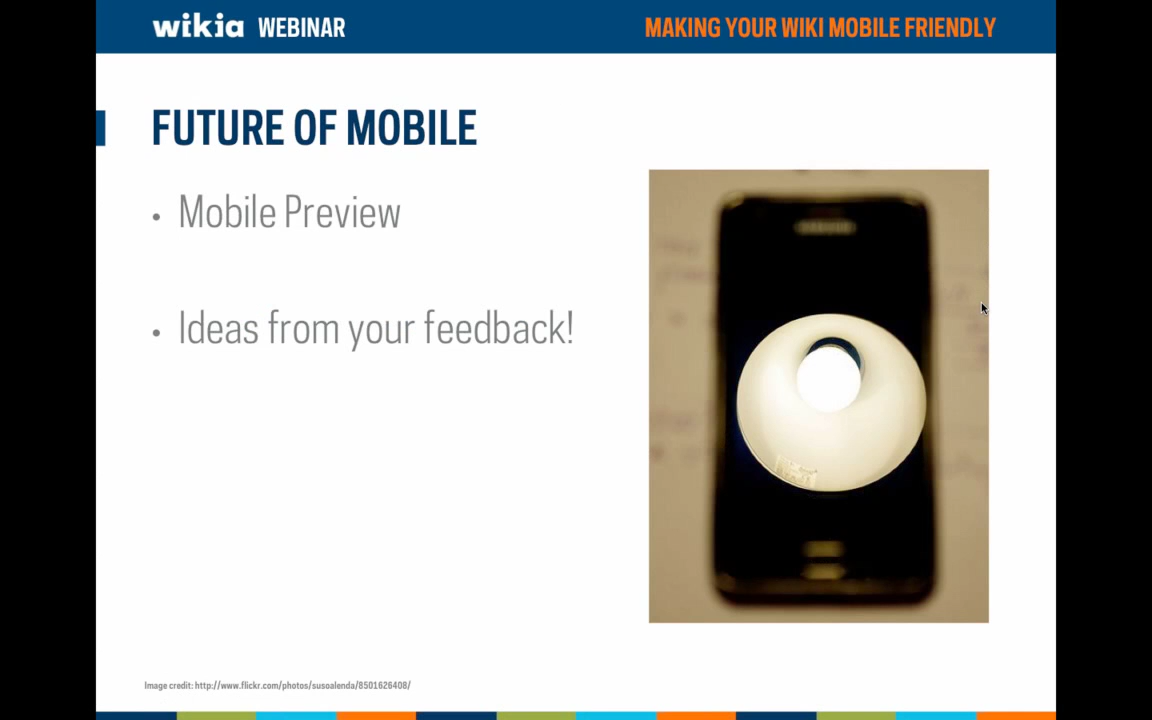 wikia WEBINAR
MAKING YOUR WIKI MOBILE FRIENDLY
FUTURE OF MOBILE
• Mobile Preview
• Ideas from your feedback!
Image credit: http://www.flickr.com/photos/susoalenda/8501626408/